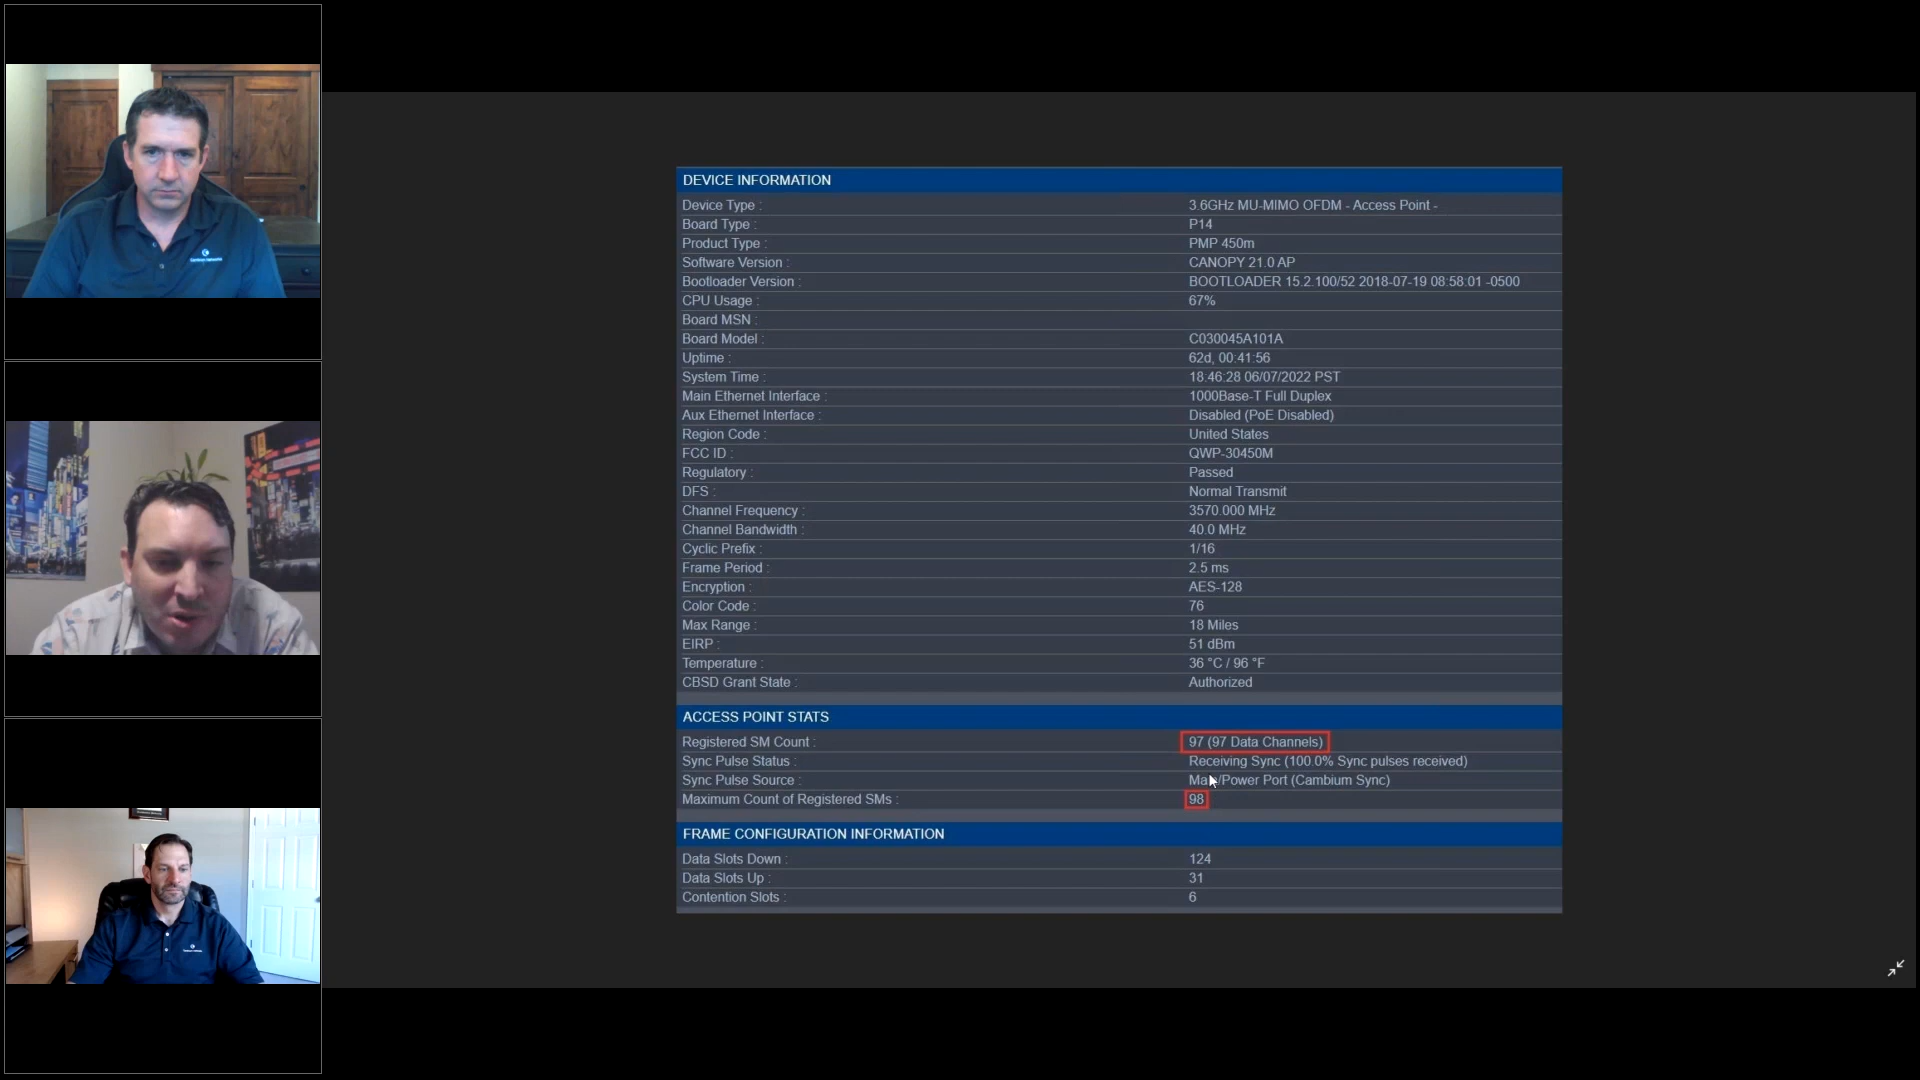 DEVICE INFORMATION
Device Type : 3.6GHz MU-MIMO OFDM - Access Point -
Board Type : P14
Product Type : PMP 450m
Software Version : CANOPY 21.0 AP
Bootloader Version : BOOTLOADER 15.2.100/52 2018-07-19 08:58:01 -0500
CPU Usage : 67%
Board MSN :
Board Model : C030045A101A
Uptime : 62d, 00:41:56
System Time : 18:46:28 06/07/2022 PST
Main Ethernet Interface : 1000Base-T Full Duplex
Aux Ethernet Interface : Disabled (PoE Disabled)
Region Code : United States
FCC ID : QWP-30450M
Regulatory : Passed
DFS : Normal Transmit
Channel Frequency : 3570.000 MHz
Channel Bandwidth : 40.0 MHz
Cyclic Prefix : 1/16
Frame Period : 2.5 ms
Encryption : AES-128
Color Code : 76
Max Range : 18 Miles
EIRP : 51 dBm
Temperature : 36 °C / 96 °F
CBSD Grant State : Authorized
ACCESS POINT STATS
Registered SM Count : 97 (97 Data Channels)
Sync Pulse Status : Receiving Sync (100.0% Sync pulses received)
Sync Pulse Source : Main/Power Port (Cambium Sync)
Maximum Count of Registered SMs : 98
FRAME CONFIGURATION INFORMATION
Data Slots Down : 124
Data Slots Up : 31
Contention Slots : 6